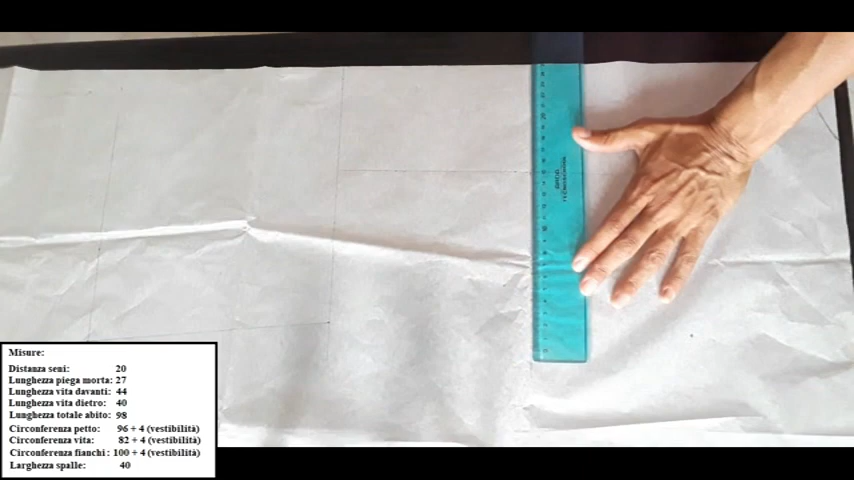 Misure:
Distanza seni: 20
Lunghezza piega morta: 27
Lunghezza vita davanti: 44
Lunghezza vita dietro: 40
Lunghezza totale abito: 98
Circonferenza petto: 96 + 4 (vestibilità)
Circonferenza vita: 82 + 4 (vestibilità)
Circonferenza fianchi: 100 + 4 (vestibilità)
Larghezza spalle: 40